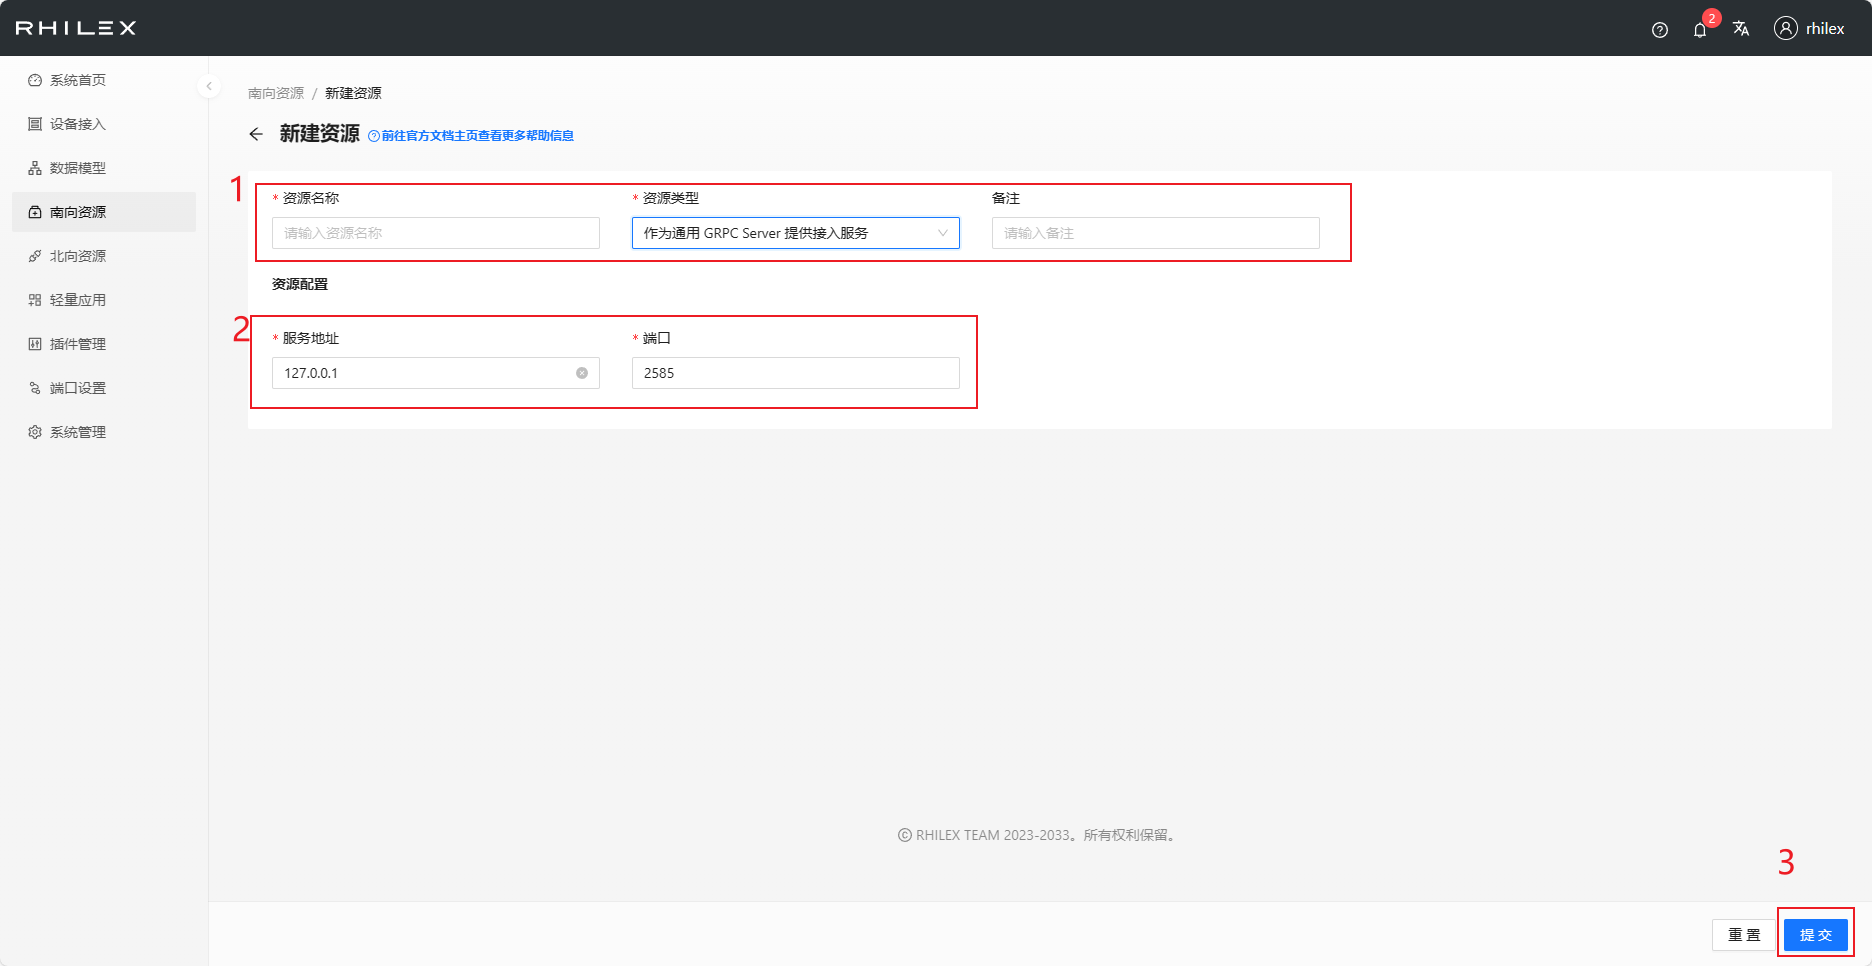 RHILEX
2
rhilex
系统首页
设备接入
数据模型
南向资源
北向资源
轻量应用
插件管理
端口设置
系统管理
南向资源 / 新建资源
新建资源 前往官方文档主页查看更多帮助信息
1
* 资源名称 * 资源类型 备注
请输入资源名称 作为通用 GRPC Server 提供接入服务 请输入备注
资源配置
2
* 服务地址 * 端口
127.0.0.1 2585
© RHILEX TEAM 2023-2033。所有权利保留。
3
重 置 提 交